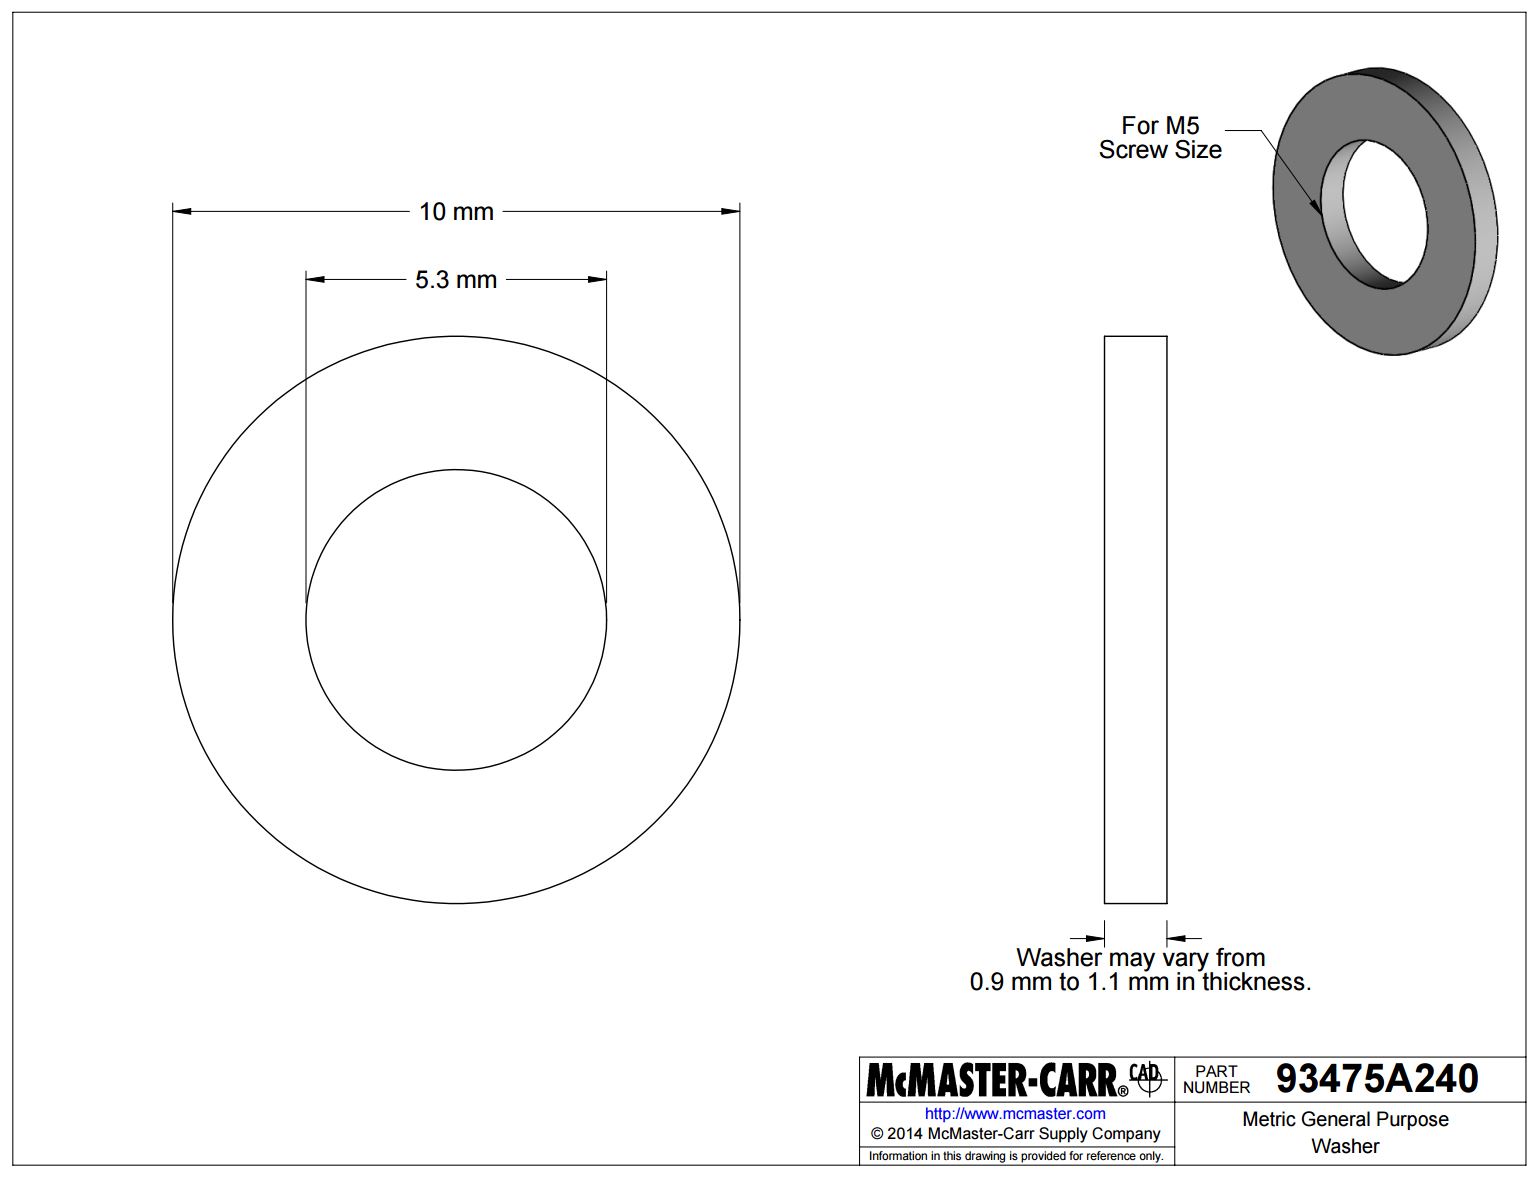 For M5
Screw Size
10 mm
5.3 mm
Washer may vary from
0.9 mm to 1.1 mm in thickness.
McMASTER-CARR® CAD
http://www.mcmaster.com
© 2014 McMaster-Carr Supply Company
Information in this drawing is provided for reference only.
PART
NUMBER
93475A240
Metric General Purpose
Washer